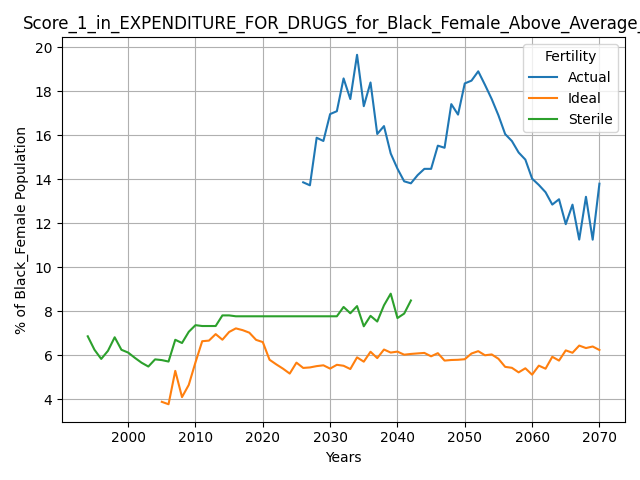 Score_1_in_EXPENDITURE_FOR_DRUGS_for_Black_Female_Above_Average_
Fertility
Actual
Ideal
Sterile
% of Black_Female Population
20
18
16
14
12
10
8
6
4
2000
2010
2020
2030
2040
2050
2060
2070
Years